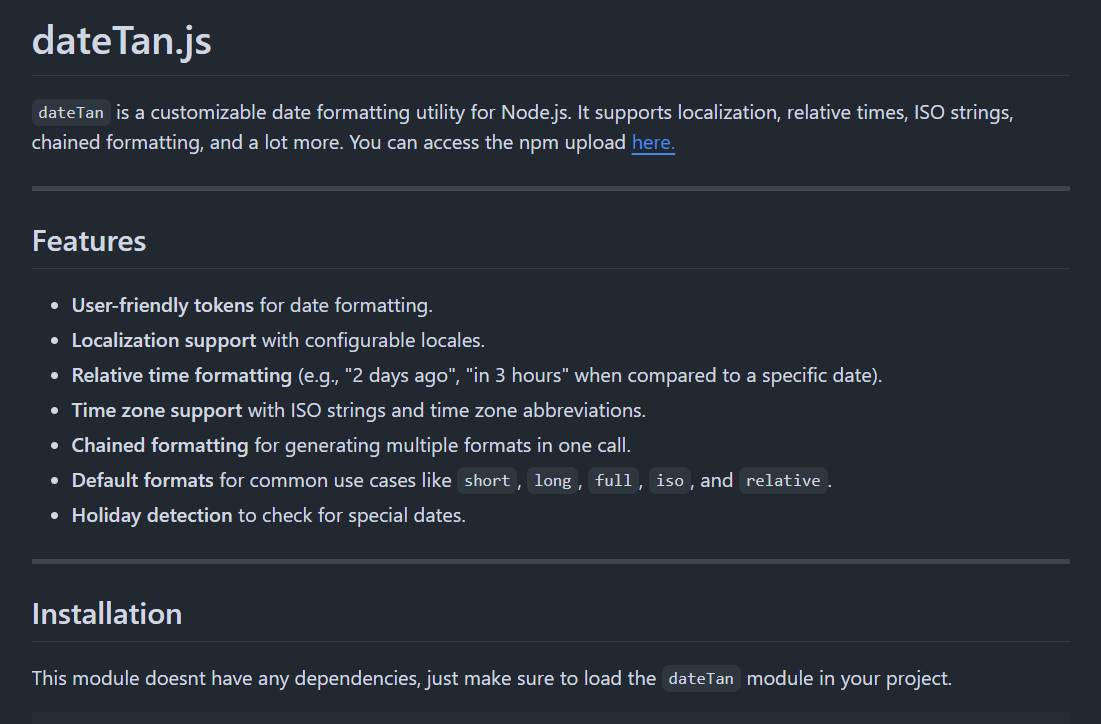 dateTan.js
dateTan is a customizable date formatting utility for Node.js. It supports localization, relative times, ISO strings,
chained formatting, and a lot more. You can access the npm upload here.
Features
• User-friendly tokens for date formatting.
• Localization support with configurable locales.
• Relative time formatting (e.g., "2 days ago", "in 3 hours" when compared to a specific date).
• Time zone support with ISO strings and time zone abbreviations.
• Chained formatting for generating multiple formats in one call.
• Default formats for common use cases like short, long, full, iso, and relative.
• Holiday detection to check for special dates.
Installation
This module doesnt have any dependencies, just make sure to load the dateTan module in your project.